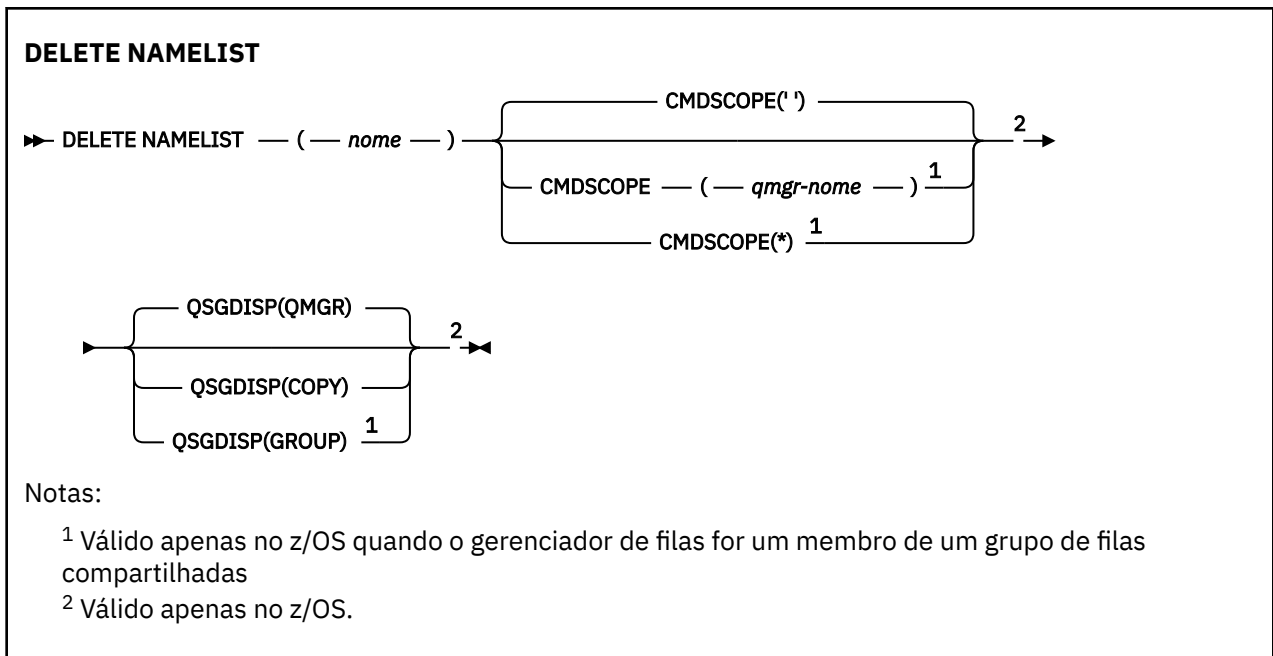 DELETE NAMELIST
CMDSCOPE(' ')
DELETE NAMELIST ( nome ) 2
CMDSCOPE ( qmgr-nome ) 1
CMDSCOPE(*) 1
QSGDISP(QMGR)
2
QSGDISP(COPY)
QSGDISP(GROUP) 1
Notas:
1 Válido apenas no z/OS quando o gerenciador de filas for um membro de um grupo de filas
compartilhadas
2 Válido apenas no z/OS.